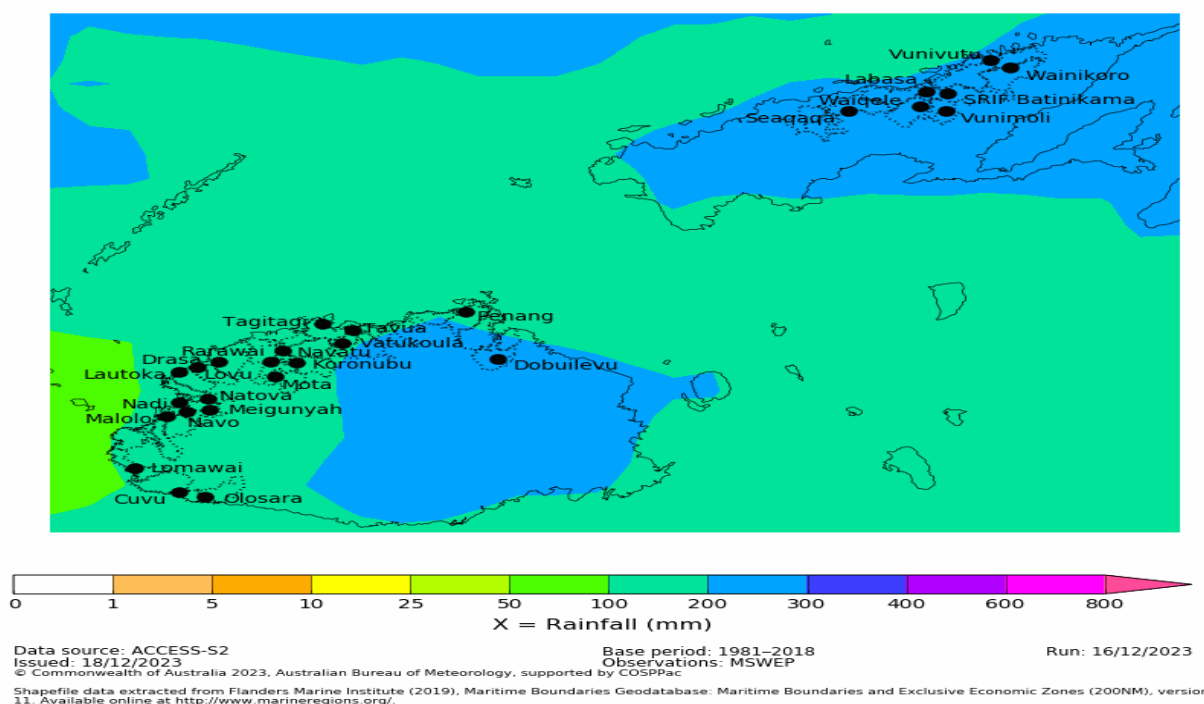 Vunivutu
Wainikoro
Labasa
SRIF Batinikama
Waiqele
Seaqaqa
Vunimoli
Penang
Tagitagi
Tavua
Vatukoula
Rarawai
Navatu
Drasa
Koronubu
Dobuilevu
Lautoka
Lovu
Mota
Natova
Nadi
Meigunyah
Malolo
Navo
Lomawai
Cuvu
Olosara
0 1 5 10 25 50 100 200 300 400 600 800
X = Rainfall (mm)
Data source: ACCESS-S2 Base period: 1981–2018 Run: 16/12/2023
Issued: 18/12/2023 Observations: MSWEP
© Commonwealth of Australia 2023, Australian Bureau of Meteorology, supported by COSPPac
Shapefile data extracted from Flanders Marine Institute (2019), Maritime Boundaries Geodatabase: Maritime Boundaries and Exclusive Economic Zones (200NM), version
11. Available online at http://www.marineregions.org/.